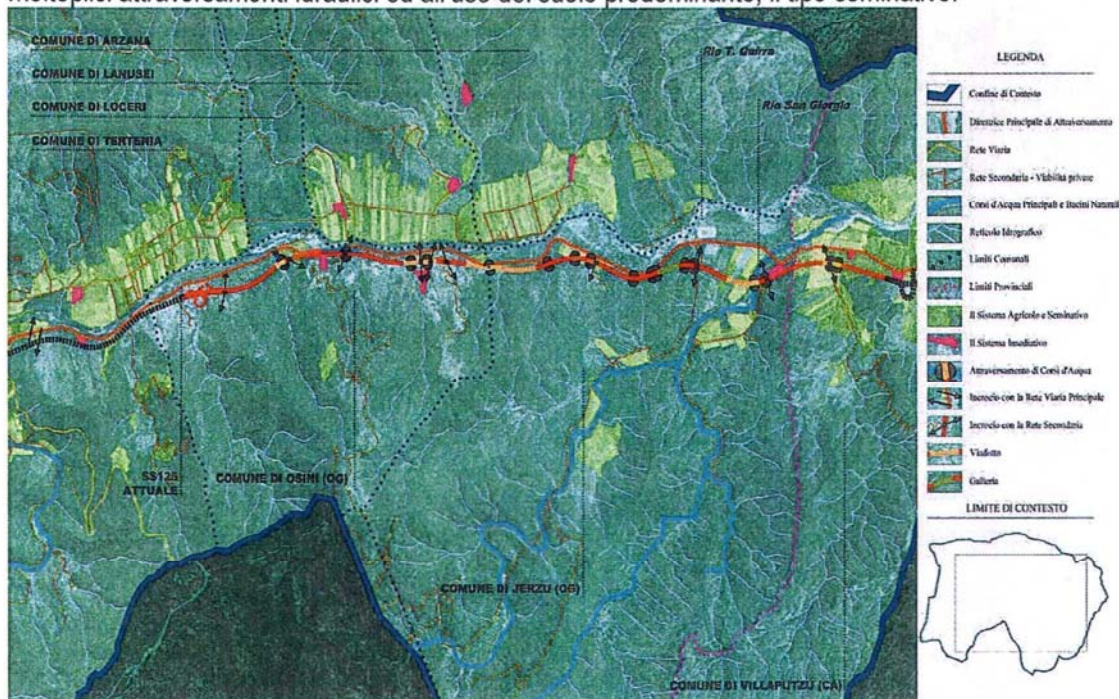 molteplici attraversamenti idraulici ed all'uso del suolo predominante, il tipo seminativo.
COMUNE DI ARZANA
COMUNE DI LANUSEI
COMUNE DI LOCERI
COMUNE DI TERTENIA
Rio T. Quirra
Rio San Giorgio
SS125
ATTUALE
COMUNE DI OSINI (OG)
COMUNE DI JERZU (OG)
COMUNE DI VILLAPUTZU (CA)
LEGENDA
Confine di Contesto
Direttrice Principale di Attraversamento
Rete Viaria
Rete Secondaria - Viabilità private
Corsi d'Acqua Principali e Bacini Naturali
Reticolo Idrografico
Limiti Comunali
Limiti Provinciali
Il Sistema Agricolo e Seminativo
Il Sistema Insediativo
Attraversamento di Corsi d'Acqua
Incrocio con la Rete Viaria Principale
Incrocio con la Rete Secondaria
Viadotto
Galleria
LIMITE DI CONTESTO